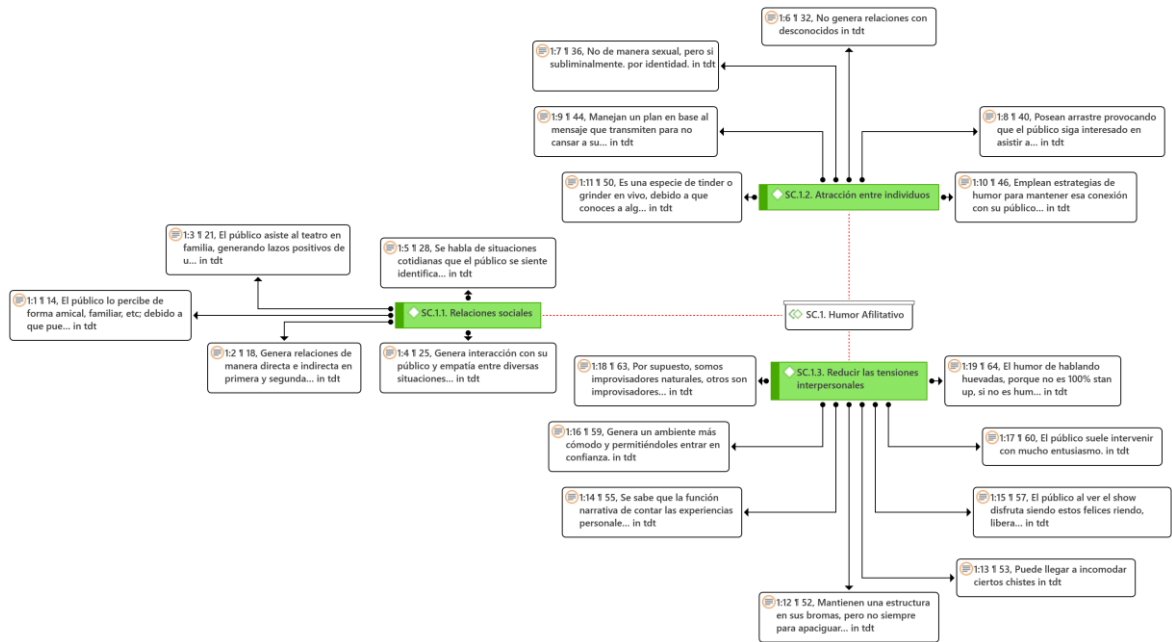 1:6 ¶ 32, No genera relaciones con
desconocidos in tdt
1:7 ¶ 36, No de manera sexual, pero si
subliminalmente. por identidad. in tdt
1:9 ¶ 44, Manejan un plan en base al
mensaje que transmiten para no
cansar a su... in tdt
1:8 ¶ 40, Posean arrastre provocando
que el público siga interesado en
asistir a... in tdt
1:11 ¶ 50, Es una especie de tinder o
grinder en vivo, debido a que
conoces a alg... in tdt
SC.1.2. Atracción entre individuos
1:10 ¶ 46, Emplean estrategias de
humor para mantener esa conexión
con su público... in tdt
1:3 ¶ 21, El público asiste al teatro en
familia, generando lazos positivos de
u... in tdt
1:5 ¶ 28, Se habla de situaciones
cotidianas que el público se siente
identifica... in tdt
1:1 ¶ 14, El público lo percibe de
forma amical, familiar, etc; debido a
que pue... in tdt
SC.1.1. Relaciones sociales
SC.1. Humor Afilitativo
1:2 ¶ 18, Genera relaciones de
manera directa e indirecta en
primera y segunda... in tdt
1:4 ¶ 25, Genera interacción con su
público y empatía entre diversas
situaciones... in tdt
1:18 ¶ 63, Por supuesto, somos
improvisadores naturales, otros son
improvisadores... in tdt
SC.1.3. Reducir las tensiones
interpersonales
1:19 ¶ 64, El humor de hablando
huevadas, porque no es 100% stan
up, si no es hum... in tdt
1:16 ¶ 59, Genera un ambiente más
cómodo y permitiéndoles entrar en
confianza. in tdt
1:17 ¶ 60, El público suele intervenir
con mucho entusiasmo. in tdt
1:14 ¶ 55, Se sabe que la función
narrativa de contar las experiencias
personale... in tdt
1:15 ¶ 57, El público al ver el show
disfruta siendo estos felices riendo,
libera... in tdt
1:13 ¶ 53, Puede llegar a incomodar
ciertos chistes in tdt
1:12 ¶ 52, Mantienen una estructura
en sus bromas, pero no siempre
para apaciguar... in tdt